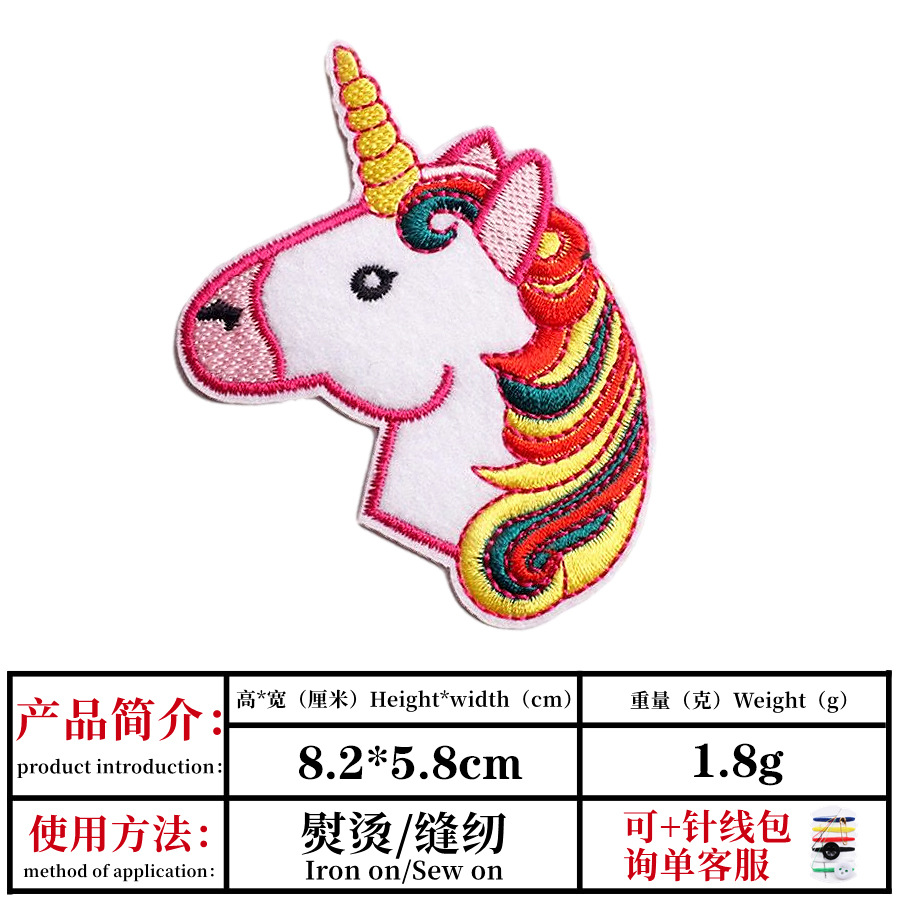 产品简介：
product introduction：
高*宽（厘米）Height*width（cm）
8.2*5.8cm
重量（克）Weight（g）
1.8g
使用方法：
method of application：
熨烫/缝纫
Iron on/Sew on
可+针线包
询单客服